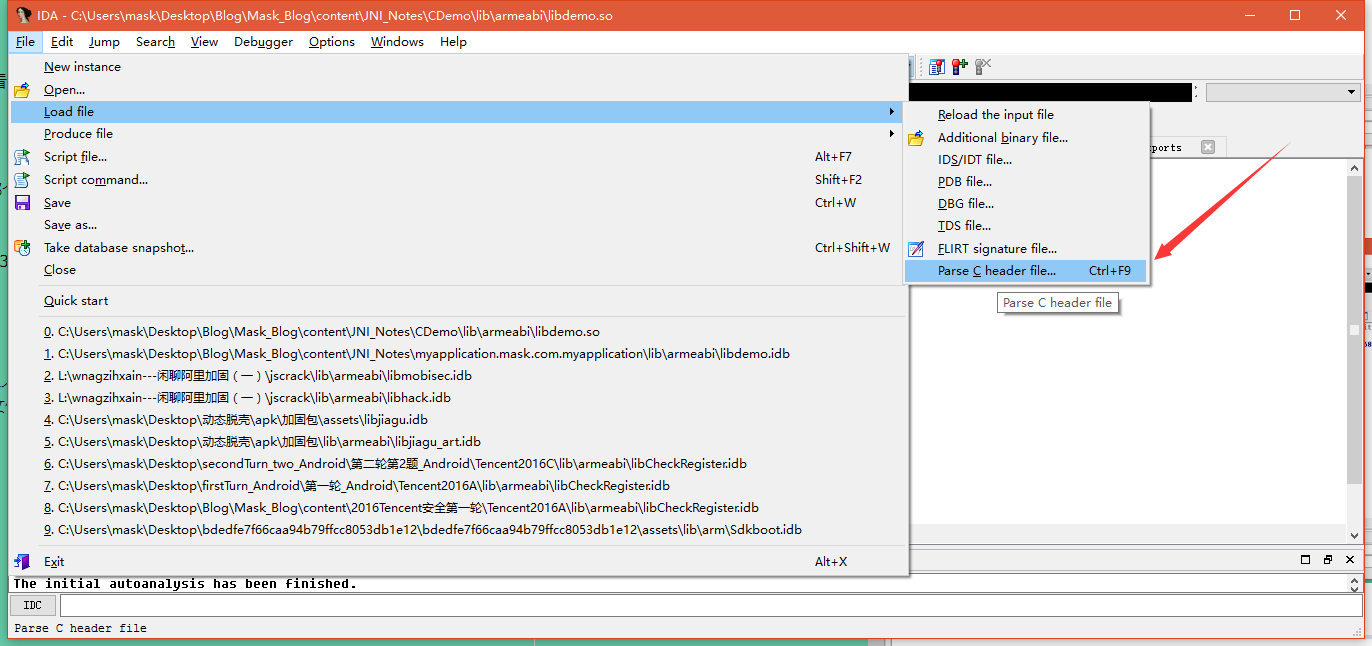 IDA - C:\Users\mask\Desktop\Blog\Mask_Blog\content\JNI_Notes\CDemo\lib\armeabi\libdemo.so
File Edit Jump Search View Debugger Options Windows Help
New instance
Open...
Load file
Produce file
Script file... Alt+F7
Script command... Shift+F2
Save Ctrl+W
Save as...
Take database snapshot... Ctrl+Shift+W
Close
Quick start
0. C:\Users\mask\Desktop\Blog\Mask_Blog\content\JNI_Notes\CDemo\lib\armeabi\libdemo.so
1. C:\Users\mask\Desktop\Blog\Mask_Blog\content\JNI_Notes\myapplication.mask.com.myapplication\lib\armeabi\libdemo.idb
2. L:\wnagzihxain---闲聊阿里加固（一）\jscrack\lib\armeabi\libmobisec.idb
3. L:\wnagzihxain---闲聊阿里加固（一）\jscrack\lib\armeabi\libhack.idb
4. C:\Users\mask\Desktop\动态脱壳\apk\加固包\assets\libjiagu.idb
5. C:\Users\mask\Desktop\动态脱壳\apk\加固包\lib\armeabi\libjiagu_art.idb
6. C:\Users\mask\Desktop\secondTurn_two_Android\第二轮第2题_Android\Tencent2016C\lib\armeabi\libCheckRegister.idb
7. C:\Users\mask\Desktop\firstTurn_Android\第一轮_Android\Tencent2016A\lib\armeabi\libCheckRegister.idb
8. C:\Users\mask\Desktop\Blog\Mask_Blog\content\2016Tencent安全第一轮\Tencent2016A\lib\armeabi\libCheckRegister.idb
9. C:\Users\mask\Desktop\bdedfe7f66caa94b79ffcc8053db1e12\bdedfe7f66caa94b79ffcc8053db1e12\assets\lib\arm\Sdkboot.idb
Exit Alt+X
Reload the input file
Additional binary file...
IDS/IDT file...
PDB file...
DBG file...
TDS file...
FLIRT signature file...
Parse C header file... Ctrl+F9
Parse C header file
ports
The initial autoanalysis has been finished.
IDC
Parse C header file